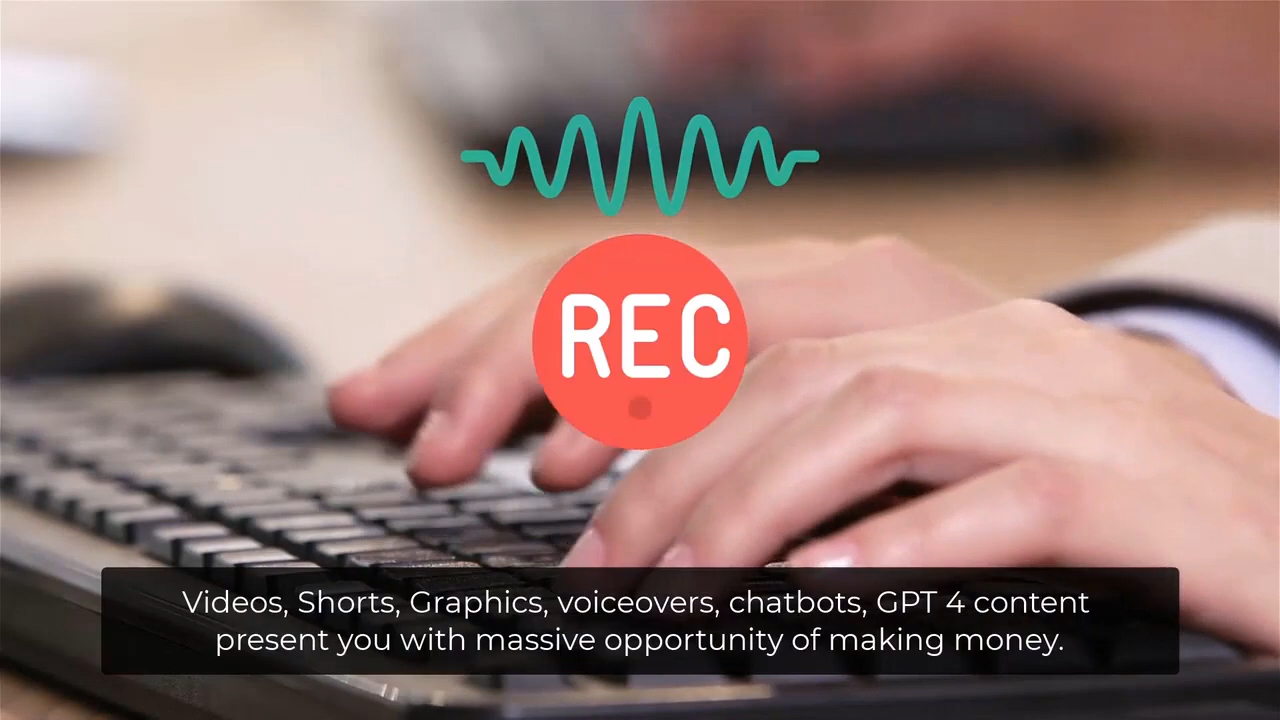 REC
Videos, Shorts, Graphics, voiceovers, chatbots, GPT 4 content
present you with massive opportunity of making money.